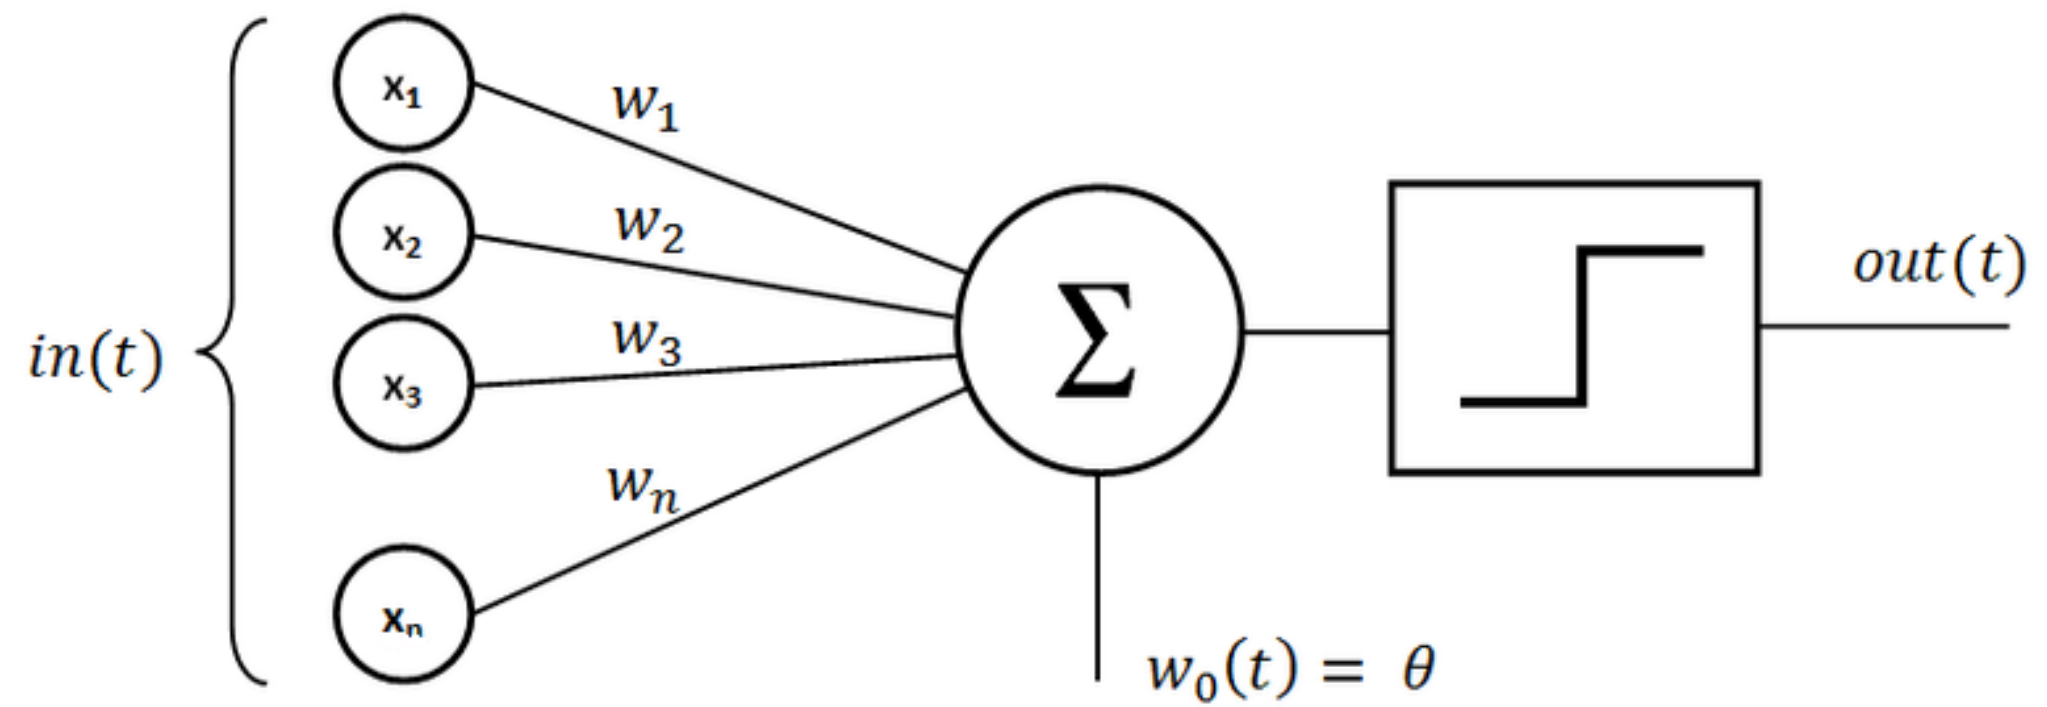 x₁
w₁
x₂
w₂
x₃
w₃
xₙ
wₙ
in(t)
Σ
out(t)
w₀(t) = θ